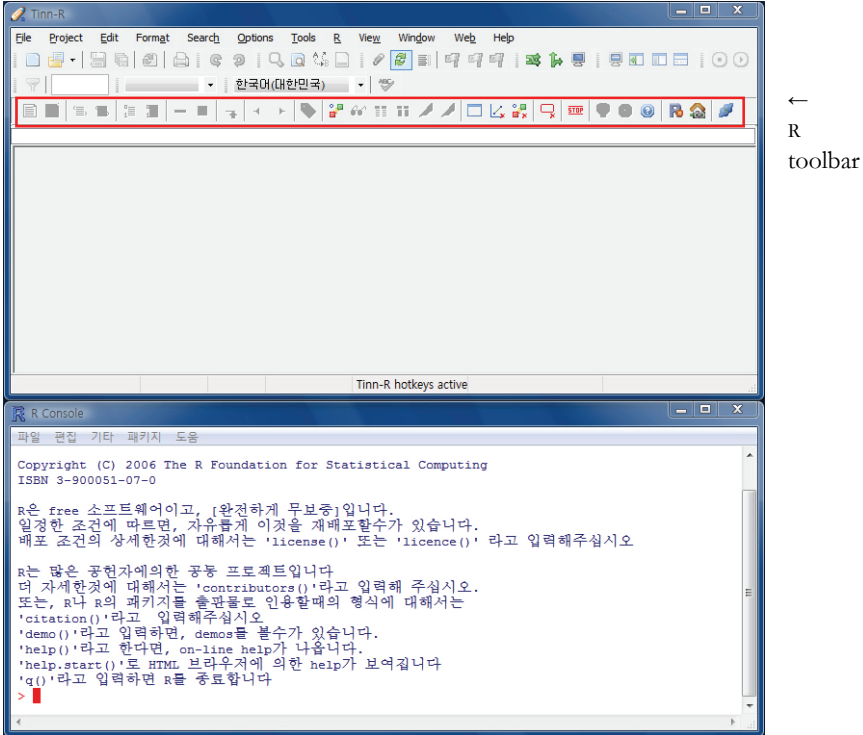 Tinn-R
File Project Edit Format Search Options Tools R View Window Web Help
한국어(대한민국)
ABC
STOP
←
R
toolbar
Tinn-R hotkeys active
R Console
파일 편집 기타 패키지 도움
Copyright (C) 2006 The R Foundation for Statistical Computing
ISBN 3-900051-07-0
R은 free 소프트웨어이고, [완전하게 무보증]입니다.
일정한 조건에 따르면, 자유롭게 이것을 재배포할수가 있습니다.
배포 조건의 상세한것에 대해서는 'license()' 또는 'licence()' 라고 입력해주십시오
R는 많은 공헌자에의한 공동 프로젝트입니다
더 자세한것에 대해서는 'contributors()'라고 입력해 주십시오.
또는, R나 R의 패키지를 출판물로 인용할때의 형식에 대해서는
'citation()'라고 입력해주십시오
'demo()'라고 입력하면, demos를 볼수가 있습니다.
'help()'라고 한다면, on-line help가 나옵니다.
'help.start()'로 HTML 브라우저에 의한 help가 보여집니다
'q()'라고 입력하면 R를 종료합니다
>